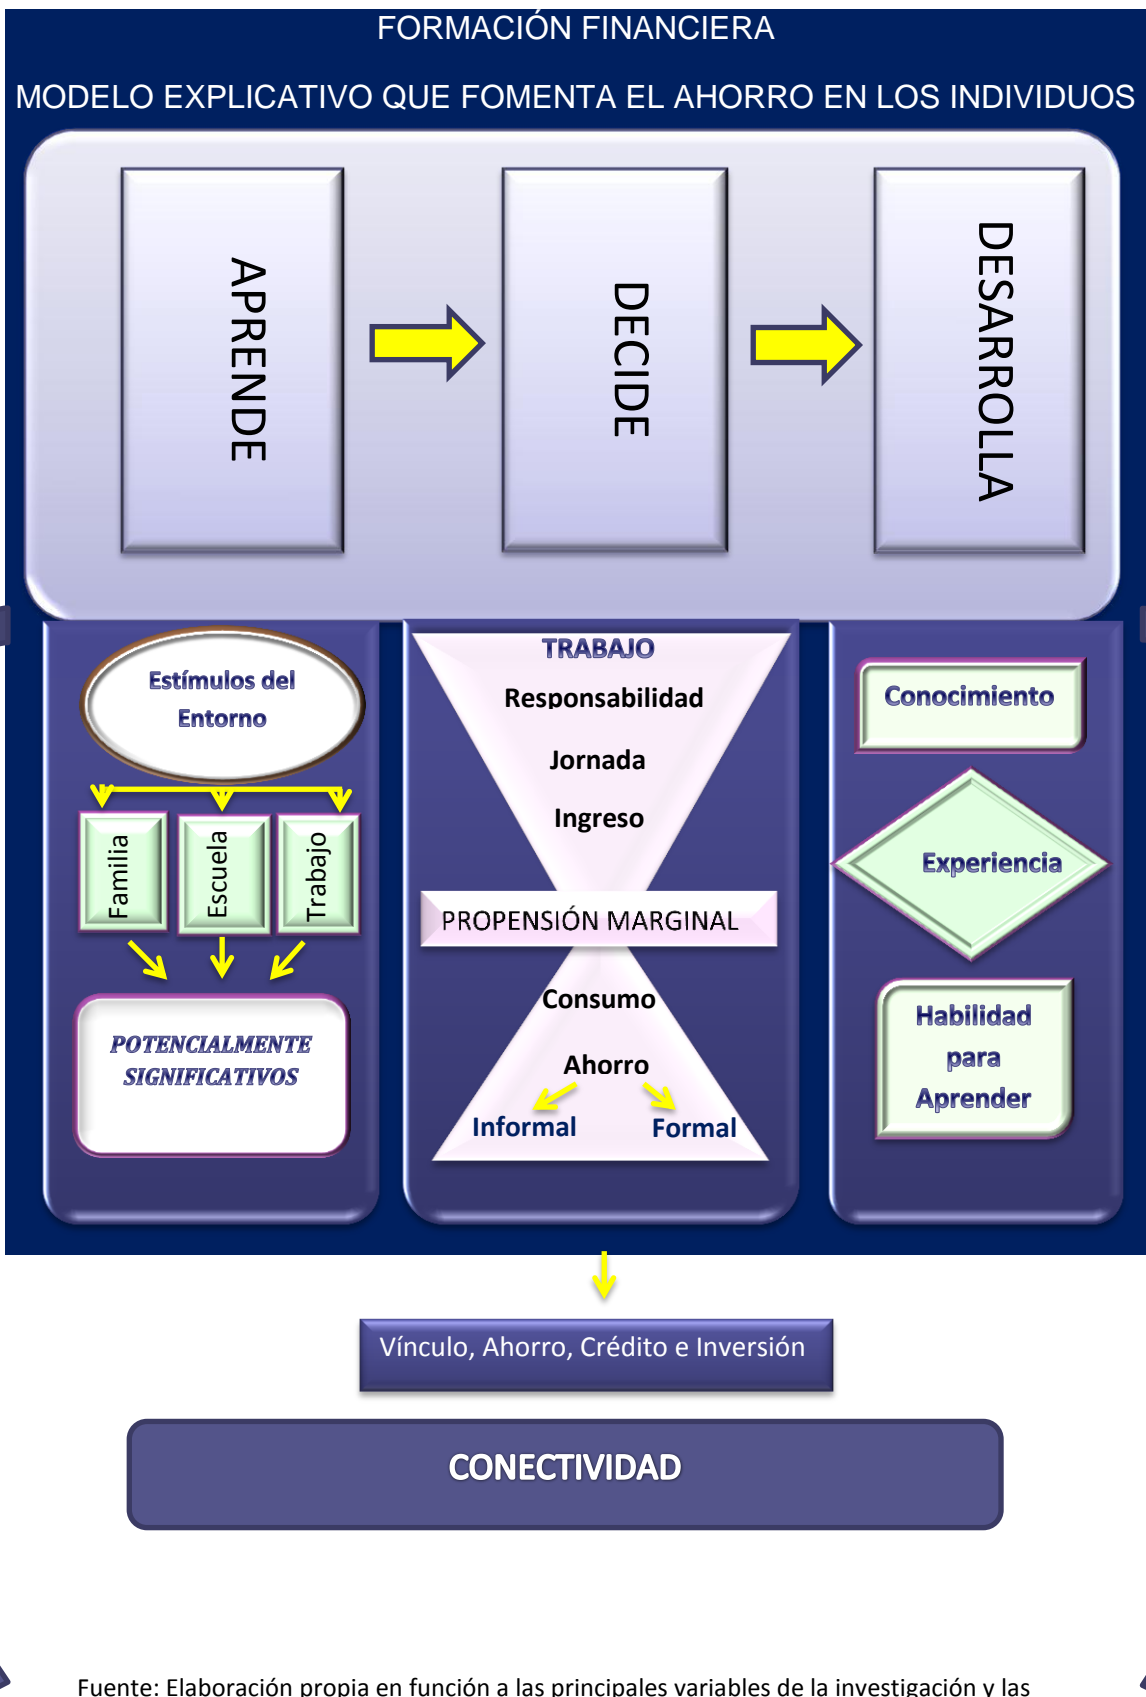 FORMACIÓN FINANCIERA
MODELO EXPLICATIVO QUE FOMENTA EL AHORRO EN LOS INDIVIDUOS
APRENDE
DECIDE
DESARROLLA
Estímulos del
Entorno
Familia
Escuela
Trabajo
POTENCIALMENTE
SIGNIFICATIVOS
TRABAJO
Responsabilidad
Jornada
Ingreso
PROPENSIÓN MARGINAL
Consumo
Ahorro
Informal
Formal
Conocimiento
Experiencia
Habilidad
para
Aprender
Vínculo, Ahorro, Crédito e Inversión
CONECTIVIDAD
Fuente: Elaboración propia en función a las principales variables de la investigación y las